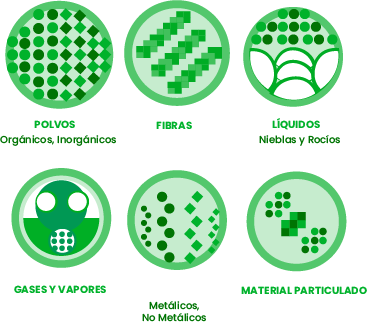 POLVOS
Orgánicos, Inorgánicos
FIBRAS
LÍQUIDOS
Nieblas y Rocíos
GASES Y VAPORES
Metálicos,
No Metálicos
MATERIAL PARTICULADO